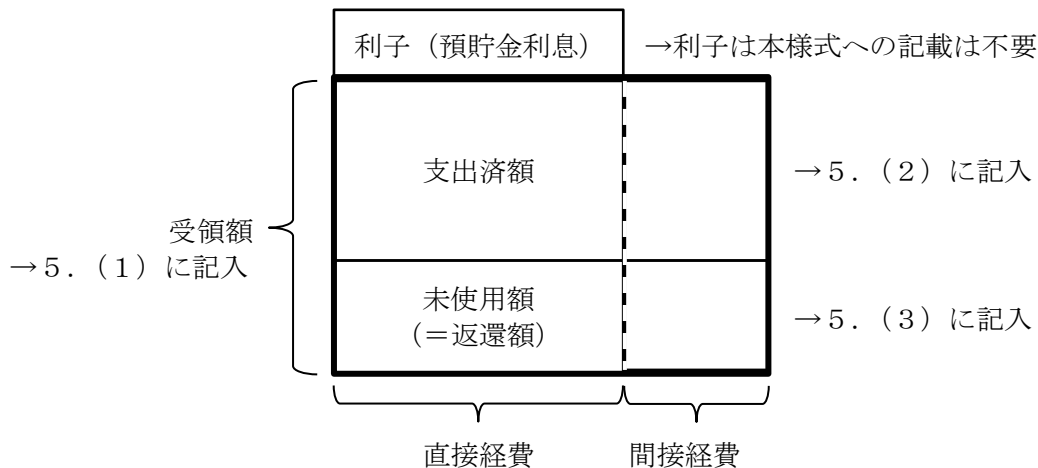 利子（預貯金利息）
→利子は本様式への記載は不要
支出済額
→５．（２）に記入
受領額
→５．（１）に記入
未使用額
（＝返還額）
→５．（３）に記入
直接経費
間接経費